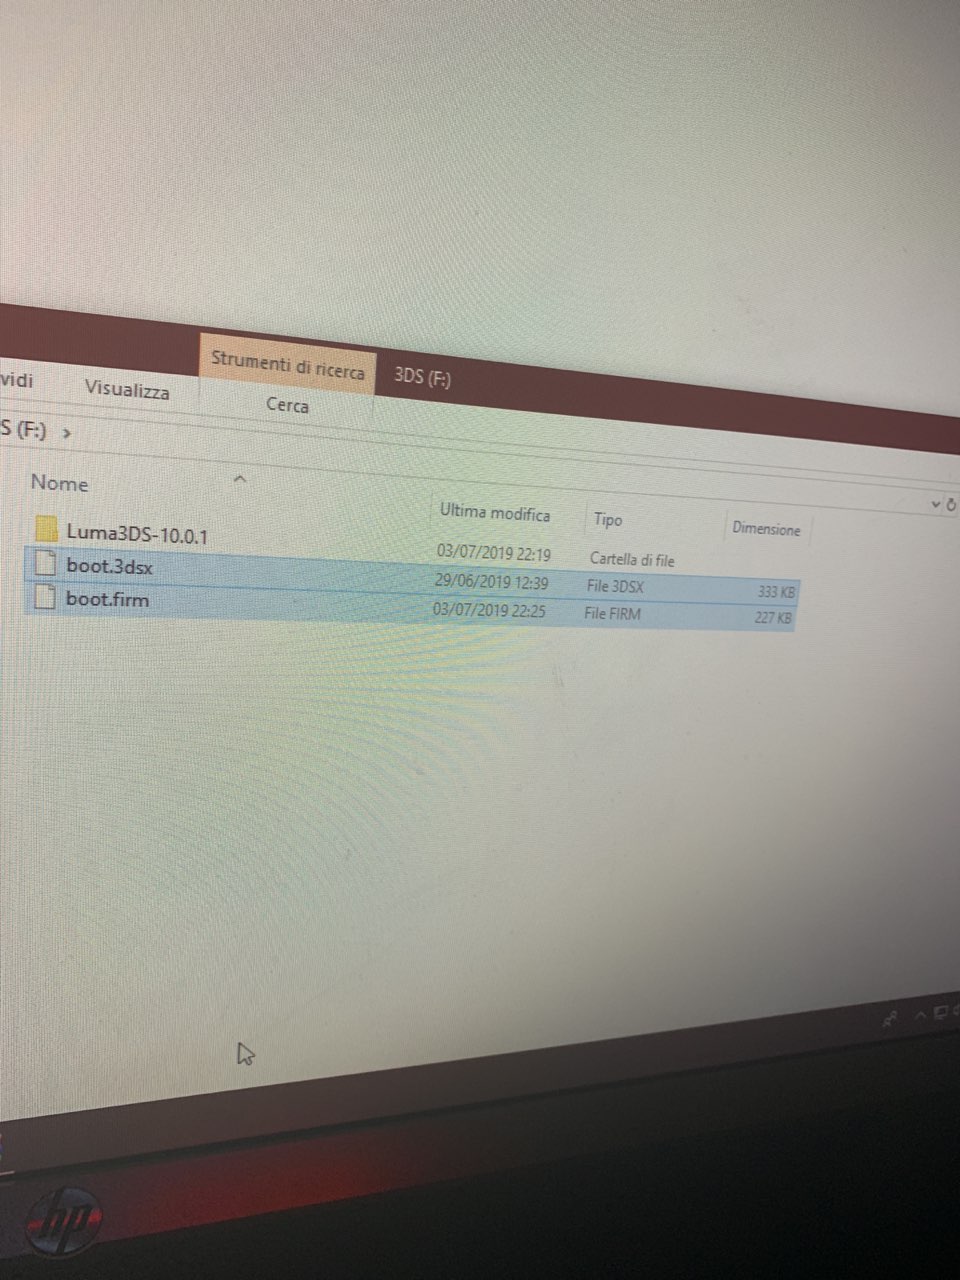 Strumenti di ricerca
3DS (F:)
vidi
Visualizza
Cerca
S (F:)
Nome
Ultima modifica
Tipo
Dimensione
Luma3DS-10.0.1
03/07/2019 22:19
Cartella di file
boot.3dsx
29/06/2019 12:39
File 3DSX
333 KB
boot.firm
03/07/2019 22:25
File FIRM
227 KB
hp